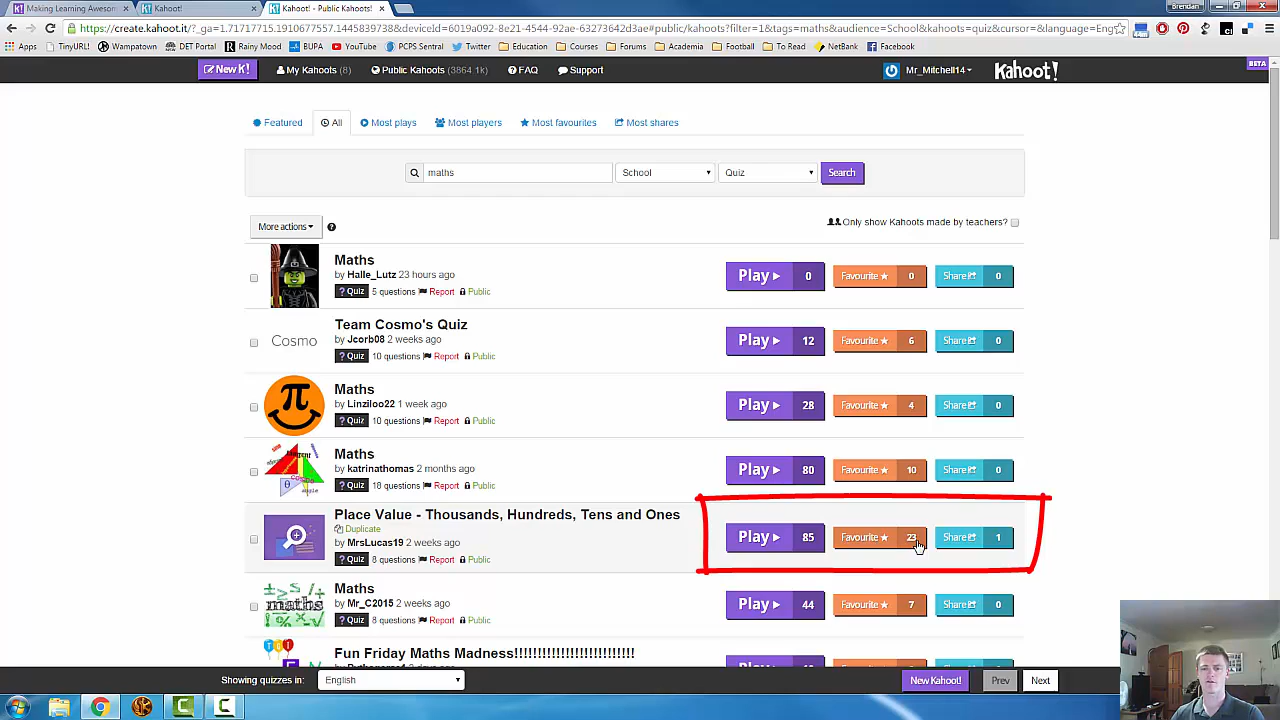 Brendan
Making Learning Awesom
Kahoot!
Kahoot! - Public Kahoots!
https://create.kahoot.it/?_ga=1.71717715.1910677557.1445839738&deviceId=6019a092-8e21-4544-922e-63273642d3ae#public/kahoots?filter=1&tags=maths&audience=School&kahoots=quiz&cursor=&language=Eng
Apps TinyURL! Wampatown DET Portal Rainy Mood BUPA YouTube PCPS Sentral Twitter Education Courses Forums Academia Football To Read NetBank Facebook
New K! My Kahoots (8) Public Kahoots (3864.1k) FAQ Support Mr_Mitchell14 Kahoot! BETA
Featured All Most plays Most players Most favourites Most shares
maths School Quiz Search
More actions Only show Kahoots made by teachers?
Maths
by Halle_Lutz 23 hours ago
? Quiz 5 questions Report Public
Play 0 Favourite 0 Share 0
Team Cosmo's Quiz
Cosmo
by Jcorb08 2 weeks ago
? Quiz 10 questions Report Public
Play 12 Favourite 6 Share 0
Maths
by Linziloo22 1 week ago
? Quiz 10 questions Report Public
Play 28 Favourite 4 Share 0
Maths
by katrinathomas 2 months ago
? Quiz 18 questions Report Public
Play 80 Favourite 10 Share 0
Place Value - Thousands, Hundreds, Tens and Ones
Duplicate
by MrsLucas19 2 weeks ago
? Quiz 8 questions Report Public
Play 85 Favourite 23 Share 1
Maths
maths
by Mr_C2015 2 weeks ago
? Quiz 8 questions Report Public
Play 44 Favourite 7 Share 0
Fun Friday Maths Madness!!!!!!!!!!!!!!!!!!!!!!!!!!
Showing quizzes in: English New Kahoot! Prev Next